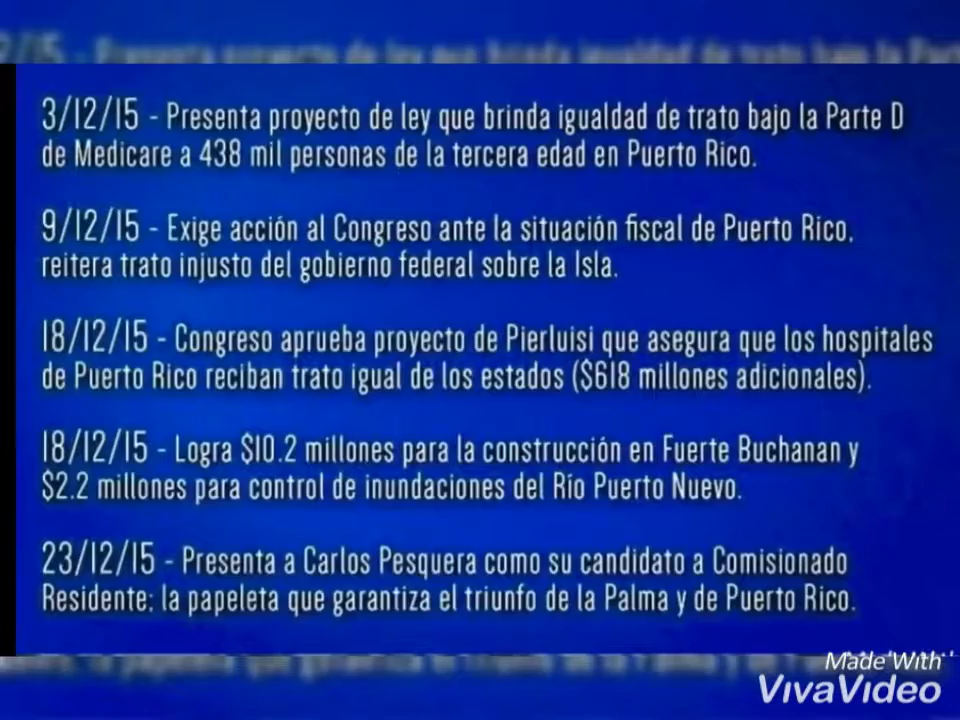 3/12/15 - Presenta proyecto de ley que brinda igualdad de trato bajo la Parte D
de Medicare a 438 mil personas de la tercera edad en Puerto Rico.
9/12/15 - Exige acción al Congreso ante la situación fiscal de Puerto Rico,
reitera trato injusto del gobierno federal sobre la Isla.
18/12/15 - Congreso aprueba proyecto de Pierluisi que asegura que los hospitales
de Puerto Rico reciban trato igual de los estados ($618 millones adicionales).
18/12/15 - Logra $10.2 millones para la construcción en Fuerte Buchanan y
$2.2 millones para control de inundaciones del Río Puerto Nuevo.
23/12/15 - Presenta a Carlos Pesquera como su candidato a Comisionado
Residente; la papeleta que garantiza el triunfo de la Palma y de Puerto Rico.
Made With
VivaVideo